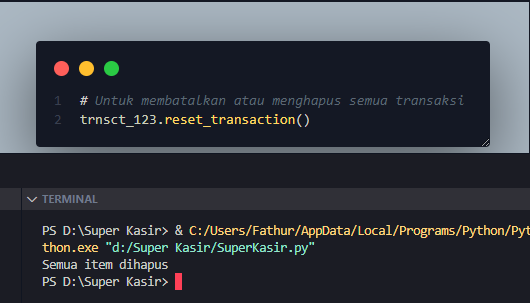 1 # Untuk membatalkan atau menghapus semua transaksi
2 trnsct_123.reset_transaction()
TERMINAL
PS D:\Super Kasir> & C:/Users/Fathur/AppData/Local/Programs/Python/Pyt
thon.exe "d:/Super Kasir/SuperKasir.py"
Semua item dihapus
PS D:\Super Kasir>